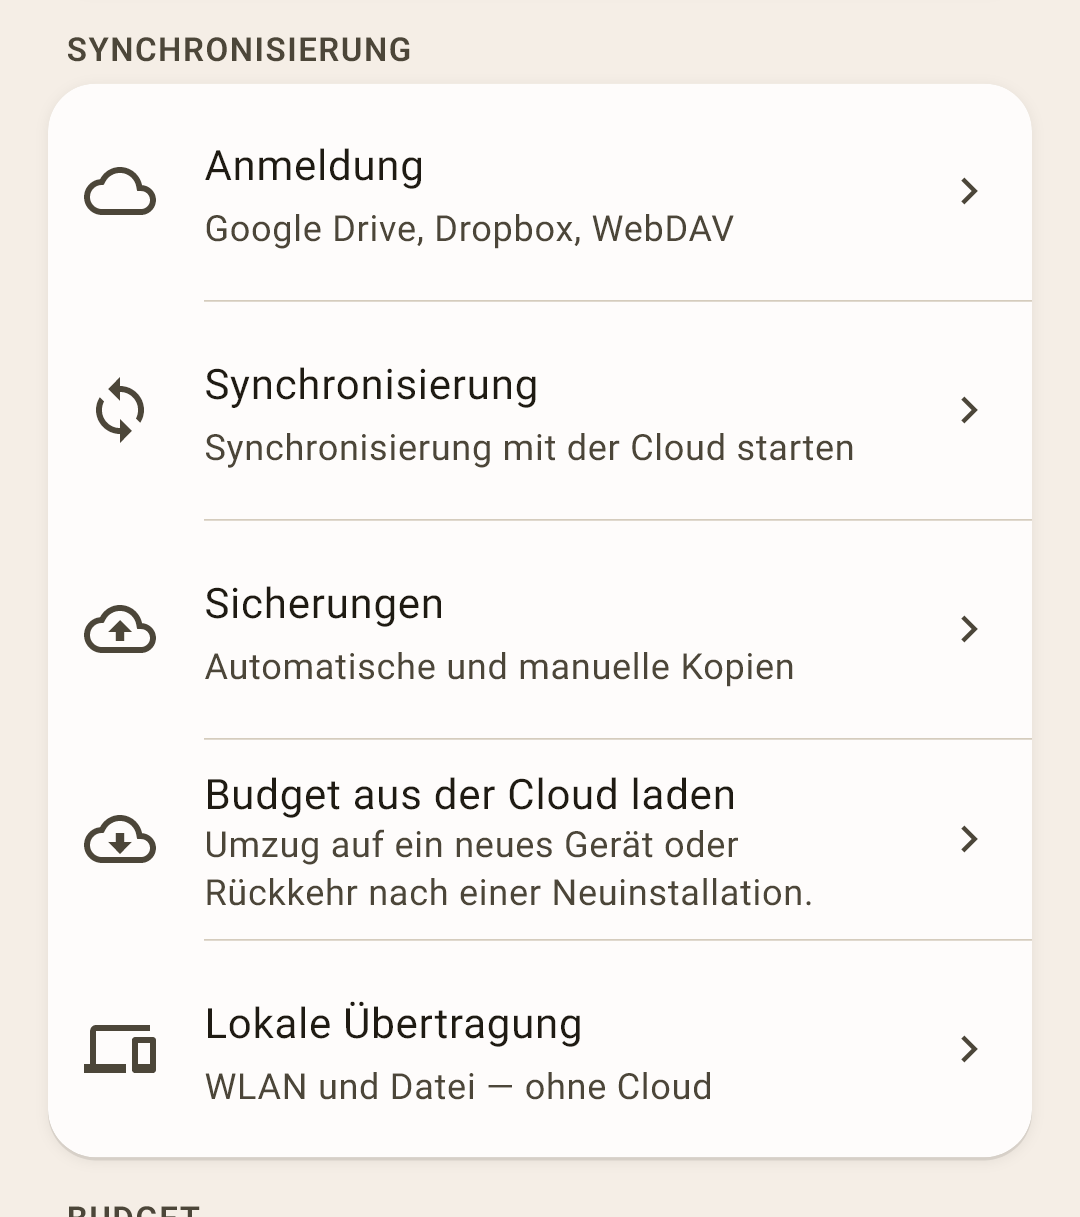 SYNCHRONISIERUNG
Anmeldung
Google Drive, Dropbox, WebDAV
Synchronisierung
Synchronisierung mit der Cloud starten
Sicherungen
Automatische und manuelle Kopien
Budget aus der Cloud laden
Umzug auf ein neues Gerät oder
Rückkehr nach einer Neuinstallation.
Lokale Übertragung
WLAN und Datei — ohne Cloud
BUDGET